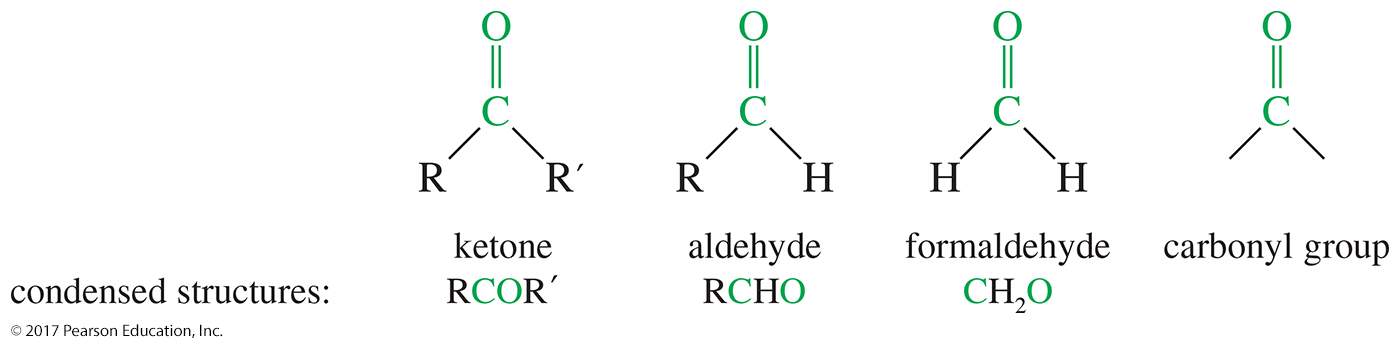 O O O O
C C C C
R R′ R H H H
ketone aldehyde formaldehyde carbonyl group
condensed structures: RCOR′ RCHO CH₂O
© 2017 Pearson Education, Inc.